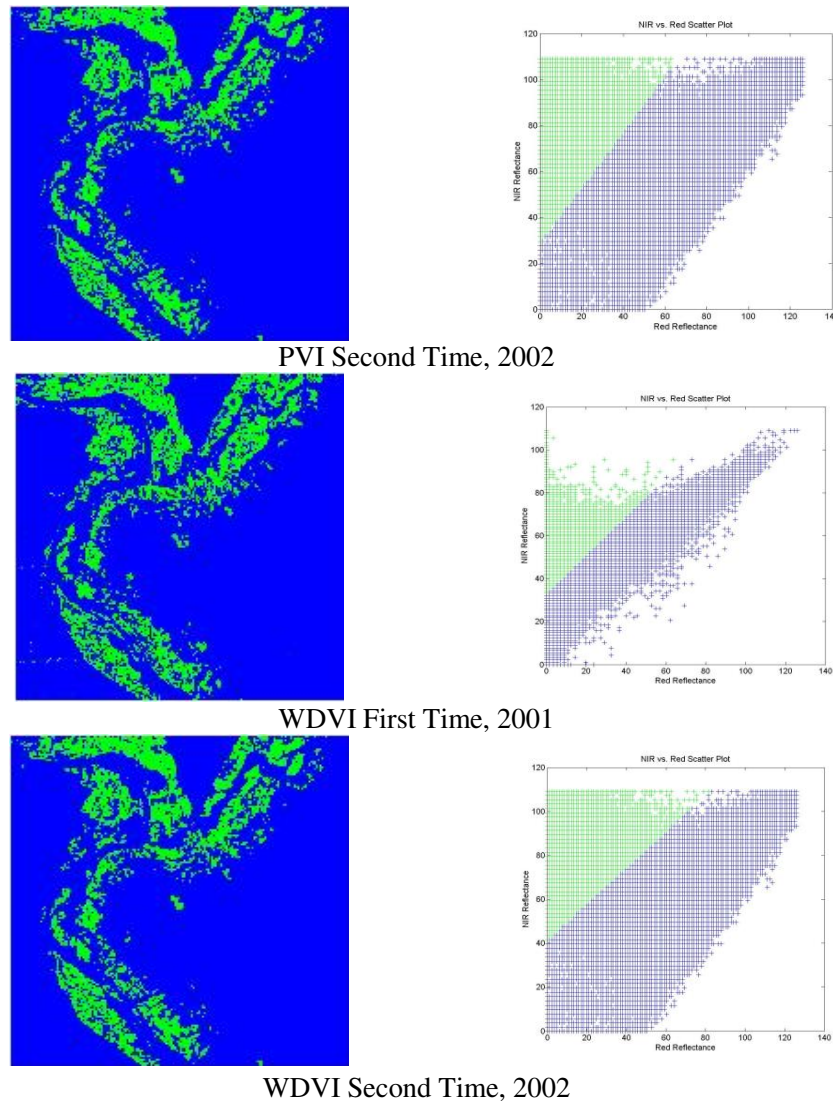 NIR vs. Red Scatter Plot
120
100
80
60
40
20
0
NIR Reflectance
0 20 40 60 80 100 120 140
Red Reflectance
PVI Second Time, 2002
NIR vs. Red Scatter Plot
120
100
80
60
40
20
0
NIR Reflectance
0 20 40 60 80 100 120 140
Red Reflectance
WDVI First Time, 2001
NIR vs. Red Scatter Plot
120
100
80
60
40
20
0
NIR Reflectance
0 20 40 60 80 100 120 140
Red Reflectance
WDVI Second Time, 2002